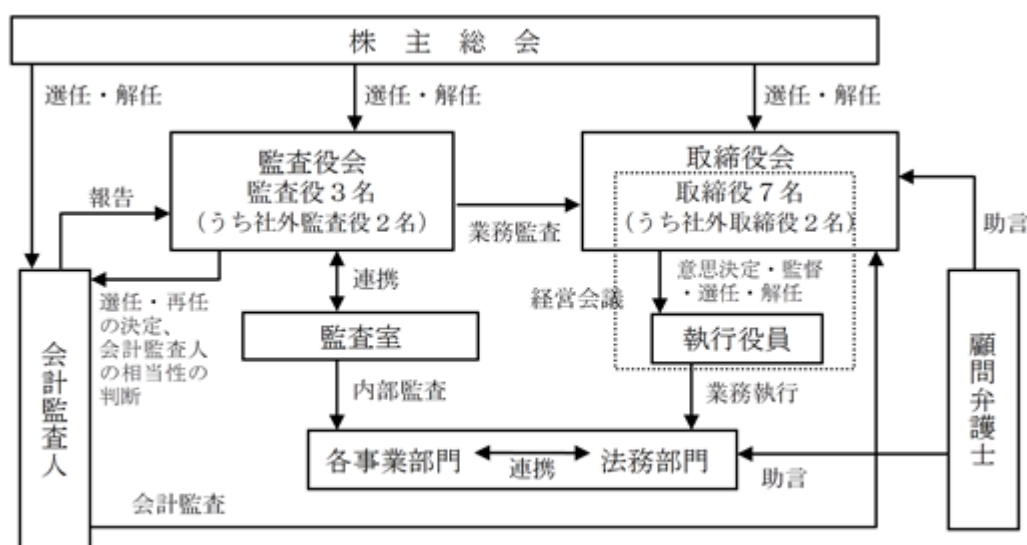 株主総会
選任・解任
選任・解任
選任・解任
監査役会
監査役3名
(うち社外監査役2名)
取締役会
取締役7名
(うち社外取締役2名)
報告
業務監査
助言
連携
選任・再任
の決定、
会計監査人
の相当性の
判断
意思決定・監督
・選任・解任
経営会議
監査室
執行役員
会計監査人
顧問弁護士
内部監査
業務執行
各事業部門
連携
法務部門
助言
会計監査